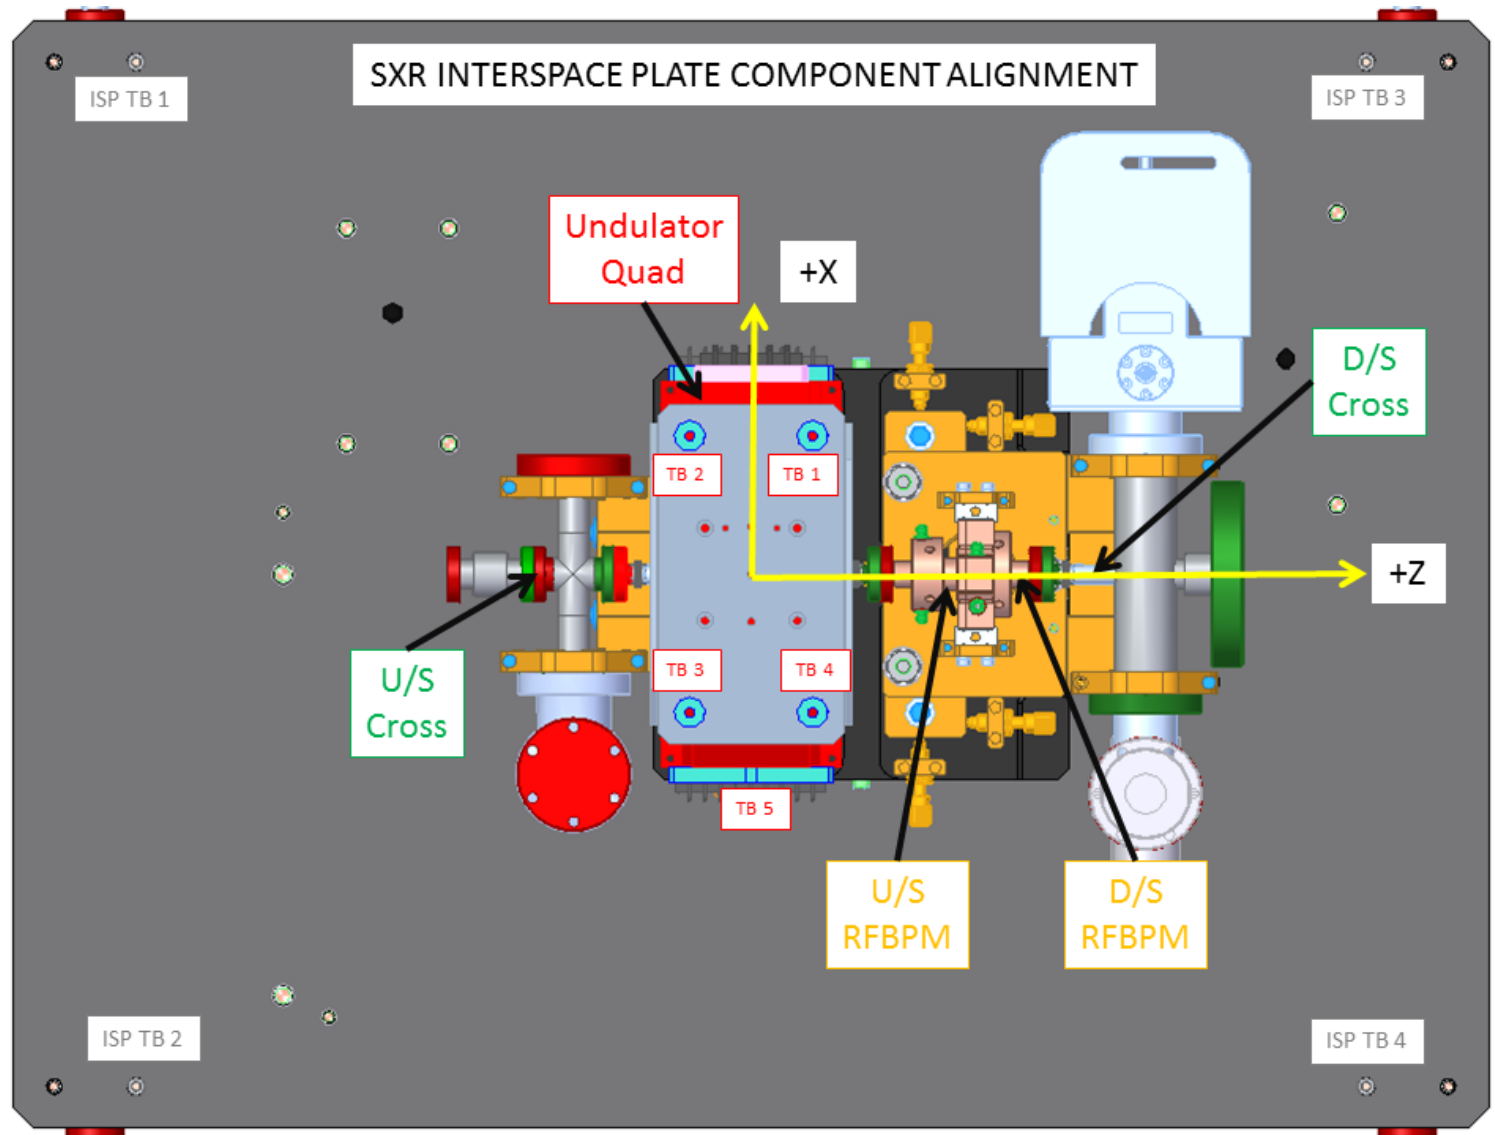 SXR INTERSPACE PLATE COMPONENT ALIGNMENT
ISP TB 1
ISP TB 3
Undulator
Quad
+X
D/S
Cross
TB 2
TB 1
+Z
U/S
Cross
TB 3
TB 4
TB 5
U/S
RFBPM
D/S
RFBPM
ISP TB 2
ISP TB 4